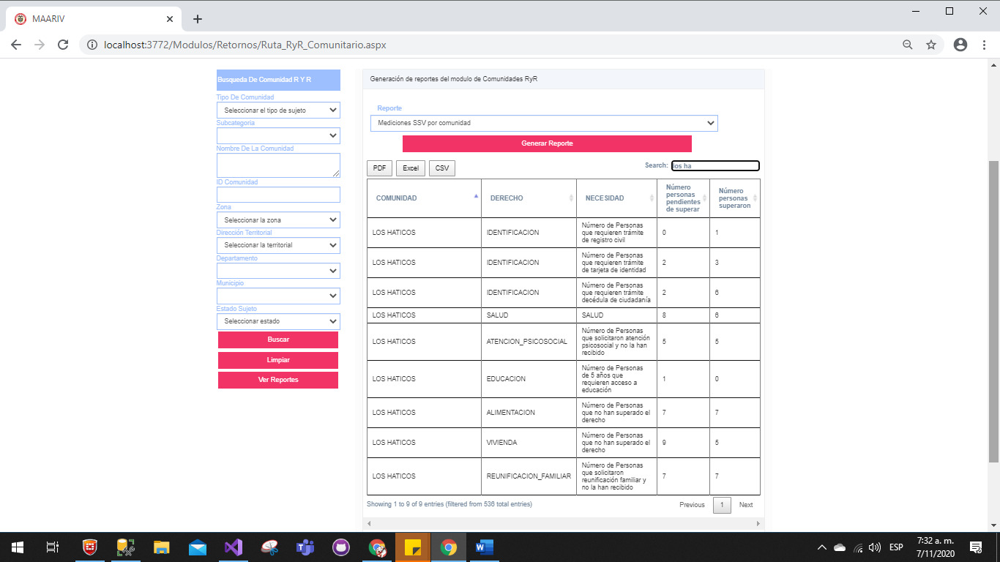 MAARIV
localhost:3772/Modulos/Retornos/Ruta_RyR_Comunitario.aspx
Busqueda De Comunidad R Y R
Tipo De Comunidad
Seleccionar el tipo de sujeto
Subcategoria
Nombre De La Comunidad
ID Comunidad
Zona
Seleccionar la zona
Dirección Territorial
Seleccionar la territorial
Departamento
Municipio
Estado Sujeto
Seleccionar estado
Buscar
Limpiar
Ver Reportes
Generación de reportes del modulo de Comunidades RyR
Reporte
Mediciones SSV por comunidad
Generar Reporte
PDF Excel CSV Search: los ha
COMUNIDAD DERECHO NECESIDAD Número personas pendientes de superar Número personas superaron
LOS HATICOS IDENTIFICACION Número de Personas que requieren trámite de registro civil 0 1
LOS HATICOS IDENTIFICACION Número de Personas que requieren trámite de tarjeta de identidad 2 3
LOS HATICOS IDENTIFICACION Número de Personas que requieren trámite decédula de ciudadanía 2 6
LOS HATICOS SALUD SALUD 8 6
LOS HATICOS ATENCION_PSICOSOCIAL Número de Personas que solicitaron atención psicosocial y no la han recibido 5 5
LOS HATICOS EDUCACION Número de Personas de 5 años que requieren acceso a educación 1 0
LOS HATICOS ALIMENTACION Número de Personas que no han superado el derecho 7 7
LOS HATICOS VIVIENDA Número de Personas que no han superado el derecho 9 5
LOS HATICOS REUNIFICACION_FAMILIAR Número de Personas que solicitaron reunificación familiar y no la han recibido 7 7
Showing 1 to 9 of 9 entries (filtered from 536 total entries) Previous 1 Next
ESP
7:32 a. m.
7/11/2020